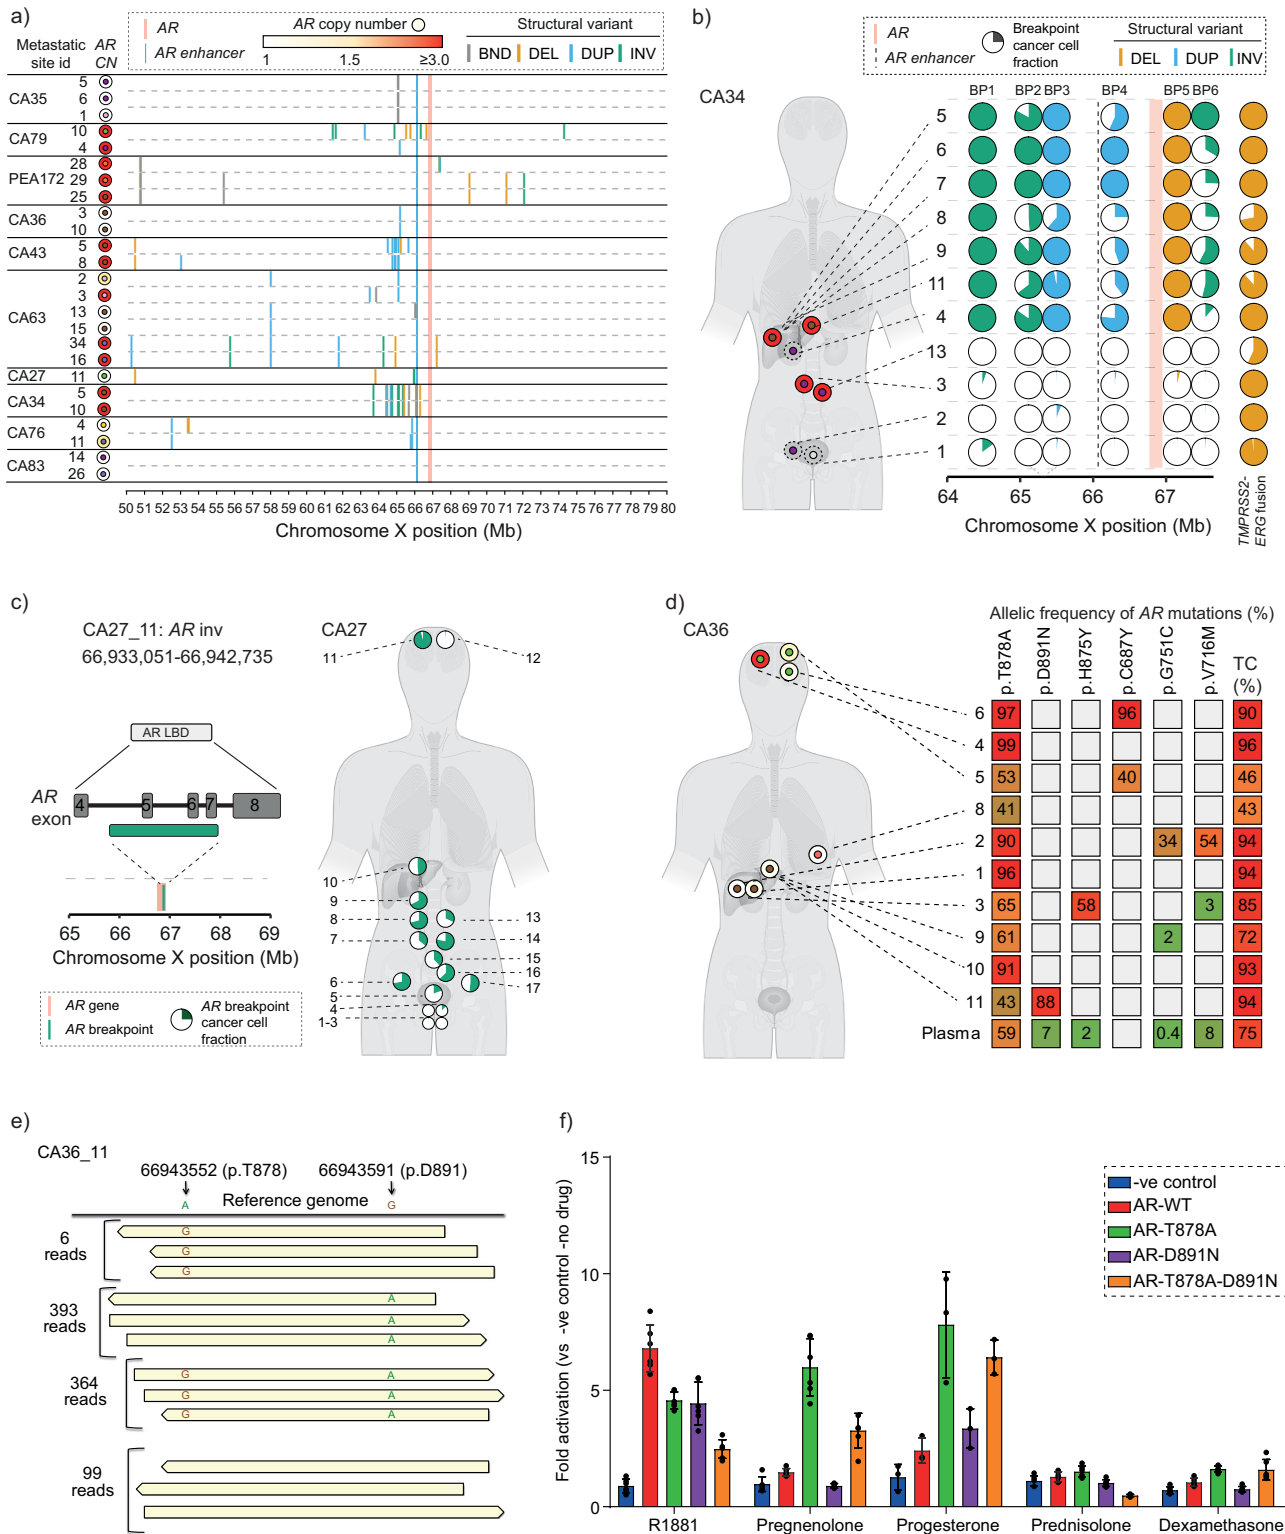 a)
Metastatic site id
AR CN
AR
AR enhancer
AR copy number
1 1.5 ≥3.0
Structural variant
BND DEL DUP INV
CA35
5
6
1
CA79
10
4
PEA172
28
29
25
CA36
3
10
CA43
5
8
CA63
2
3
13
15
34
16
CA27
11
CA34
5
10
CA76
4
11
CA83
14
26
50 51 52 53 54 55 56 57 58 59 60 61 62 63 64 65 66 67 68 69 70 71 72 73 74 75 76 77 78 79 80
Chromosome X position (Mb)
b)
AR
AR enhancer
Breakpoint cancer cell fraction
Structural variant
DEL DUP INV
CA34
BP1 BP2 BP3 BP4 BP5 BP6
5
6
7
8
9
11
4
13
3
2
1
64 65 66 67
Chromosome X position (Mb)
TMPRSS2-
ERG fusion
c)
CA27_11: AR inv
66,933,051-66,942,735
AR LBD
AR exon
4 5 6 7 8
65 66 67 68 69
Chromosome X position (Mb)
AR gene
AR breakpoint
AR breakpoint cancer cell fraction
CA27
11 12
10
9
8
7
13
14
15
16
17
6
5
4
1-3
d)
CA36
Allelic frequency of AR mutations (%)
p.T878A p.D891N p.H875Y p.C687Y p.G751C p.V716M TC (%)
6 97 96 90
4 99 96
5 53 40 46
8 41 43
2 90 34 54 94
1 96 94
3 65 58 3 85
9 61 2 72
10 91 93
11 43 88 94
Plasma 59 7 2 0.4 8 75
e)
CA36_11
66943552 (p.T878) 66943591 (p.D891)
A Reference genome G
6 reads
G
G
G
393 reads
A
A
A
364 reads
G A
G A
G A
99 reads
f)
Fold activation (vs -ve control -no drug)
15
10
5
0
-ve control
AR-WT
AR-T878A
AR-D891N
AR-T878A-D891N
R1881 Pregnenolone Progesterone Prednisolone Dexamethasone